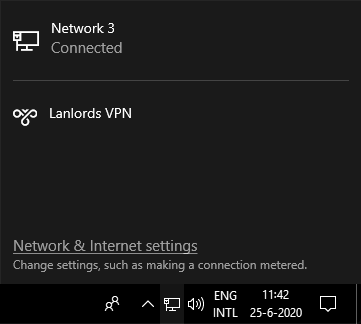 Network 3
Connected
Lanlords VPN
Network & Internet settings
Change settings, such as making a connection metered.
ENG 11:42
INTL 25-6-2020